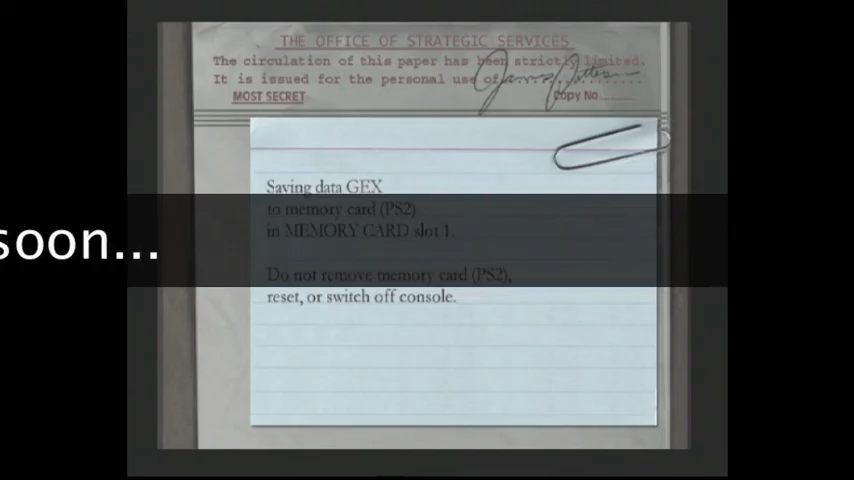 THE OFFICE OF STRATEGIC SERVICES
The circulation of this paper has been strictly limited.
It is issued for the personal use of
MOST SECRET
Copy No.
Saving data GEX
to memory card (PS2)
in MEMORY CARD slot 1.
soon...
Do not remove memory card (PS2),
reset, or switch off console.